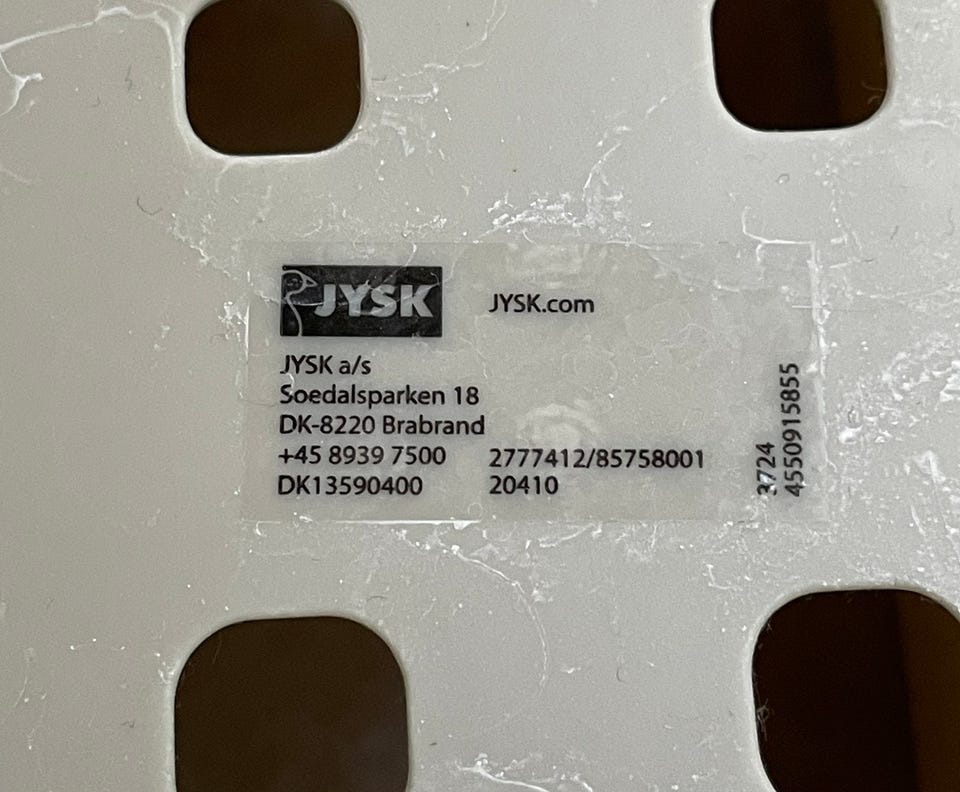 JYSK
JYSK.com
JYSK a/s
Soedalsparken 18
DK-8220 Brabrand
+45 8939 7500
DK13590400
2777412/85758001
20410
3724
4550915855